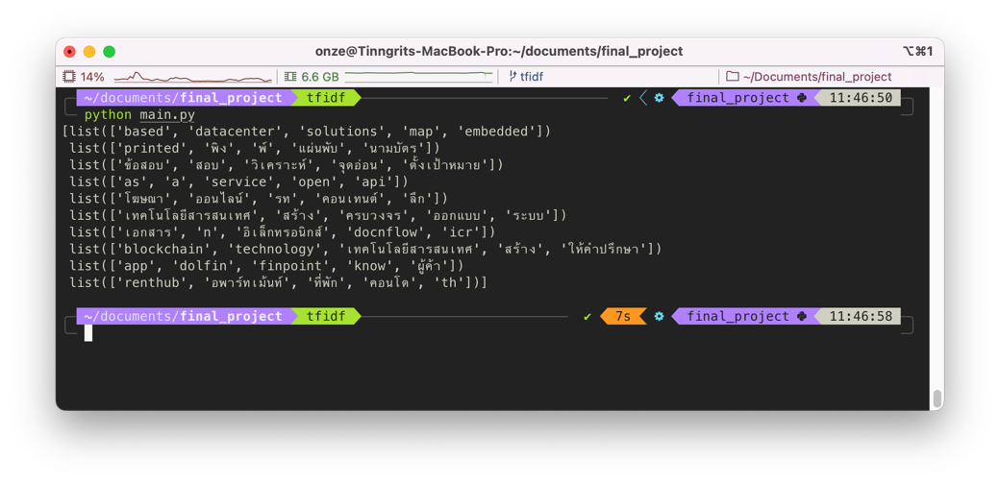 onze@Tinngrits-MacBook-Pro:~/documents/final_project
⌥⌘1
14%
6.6 GB
tfidf
~/Documents/final_project
~/documents/final_project tfidf ✔ final_project 11:46:50
python main.py
[list(['based', 'datacenter', 'solutions', 'map', 'embedded'])
list(['printed', 'พิง', 'พ์', 'แผ่นพับ', 'นามบัตร'])
list(['ข้อสอบ', 'สอบ', 'วิเคราะห์', 'จุดอ่อน', 'ตั้งเป้าหมาย'])
list(['as', 'a', 'service', 'open', 'api'])
list(['โฆษณา', 'ออนไลน์', 'รท', 'คอนเทนต์', 'ลึก'])
list(['เทคโนโลยีสารสนเทศ', 'สร้าง', 'ครบวงจร', 'ออกแบบ', 'ระบบ'])
list(['เอกสาร', 'n', 'อิเล็กทรอนิกส์', 'docnflow', 'icr'])
list(['blockchain', 'technology', 'เทคโนโลยีสารสนเทศ', 'สร้าง', 'ให้คำปรึกษา'])
list(['app', 'dolfin', 'finpoint', 'know', 'ผู้ค้า'])
list(['renthub', 'อพาร์ทเม้นท์', 'ที่พัก', 'คอนโด', 'th'])]
~/documents/final_project tfidf ✔ 7s final_project 11:46:58